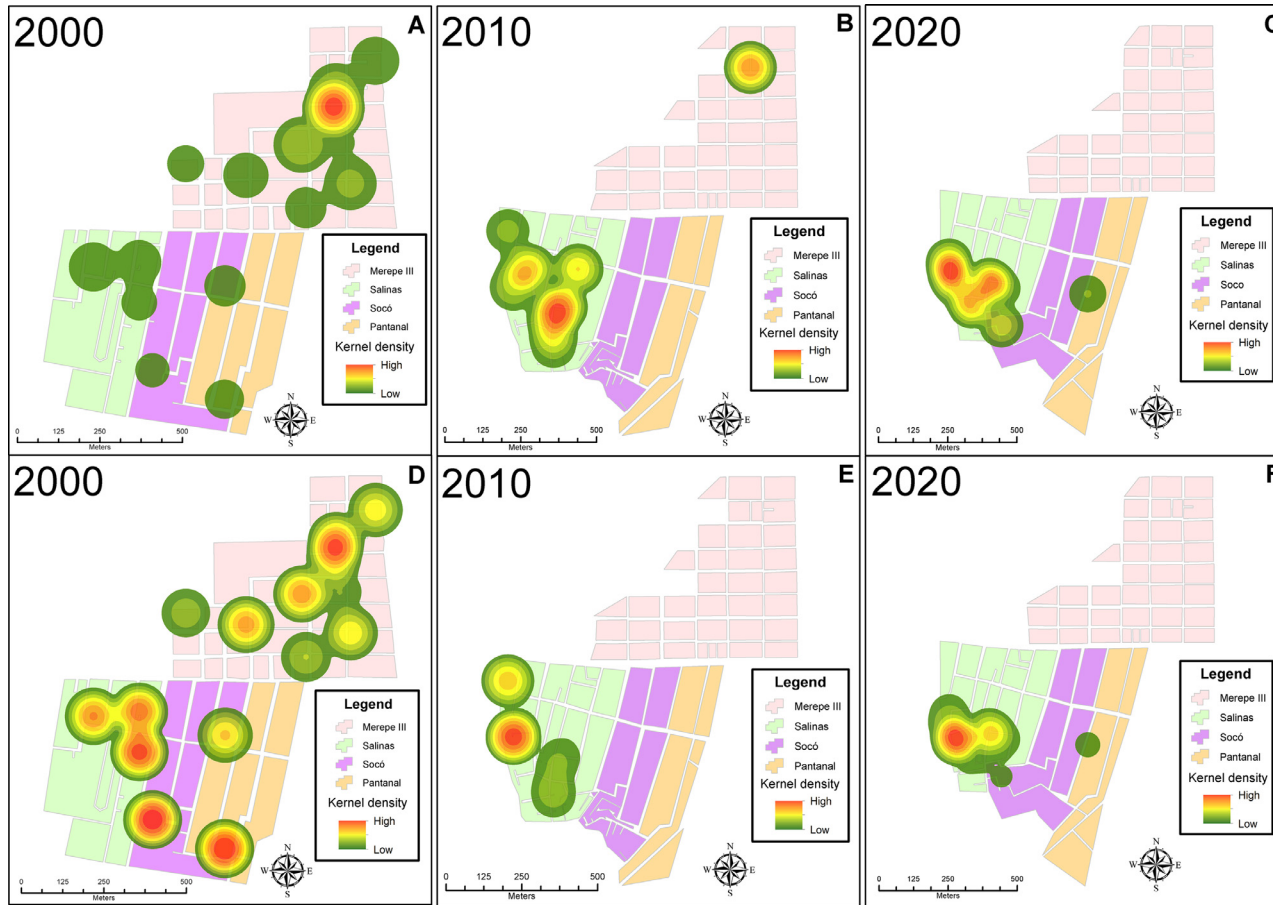 2000
A
Legend
Merepe III
Salinas
Socó
Pantanal
Kernel density
High
Low
N
W E
S
0 125 250 500
Meters
2010
B
Legend
Merepe III
Salinas
Socó
Pantanal
Kernel density
High
Low
N
W E
S
0 125 250 500
Meters
2020
C
Legend
Merepe III
Salinas
Soco
Pantanal
Kernel density
High
Low
N
W E
S
0 125 250 500
Meters
2000
D
Legend
Merepe III
Salinas
Socó
Pantanal
Kernel density
High
Low
N
W E
S
0 125 250 500
Meters
2010
E
Legend
Merepe III
Salinas
Socó
Pantanal
Kernel density
High
Low
N
W E
S
0 125 250 500
Meters
2020
F
Legend
Merepe III
Salinas
Socó
Pantanal
Kernel density
High
Low
N
W E
S
0 125 250 500
Meters